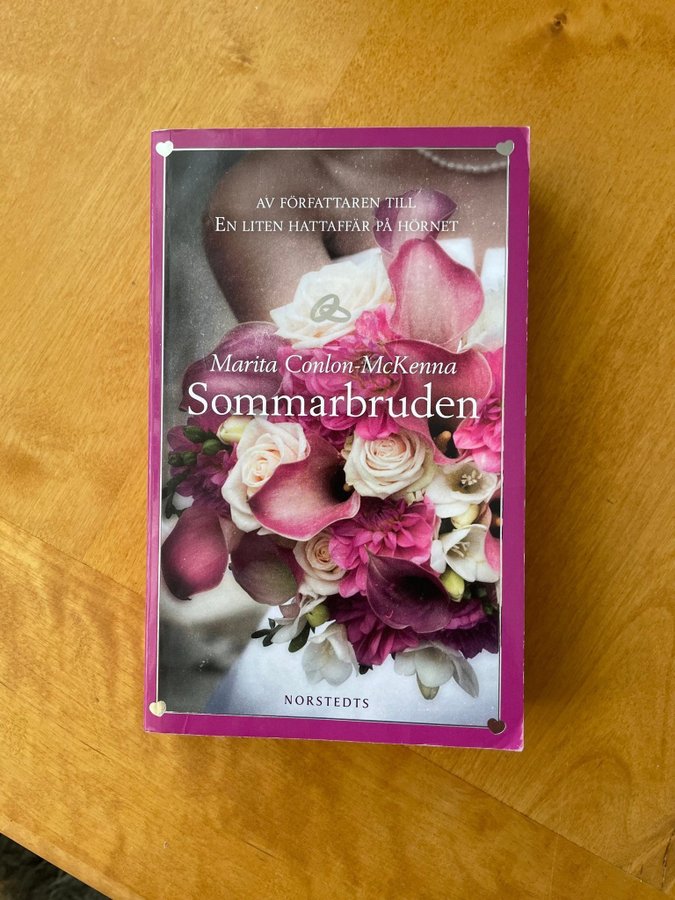 AV FÖRFATTAREN TILL
EN LITEN HATTAFFÄR PÅ HÖRNET
Marita Conlon-McKenna
Sommarbruden
NORSTEDTS